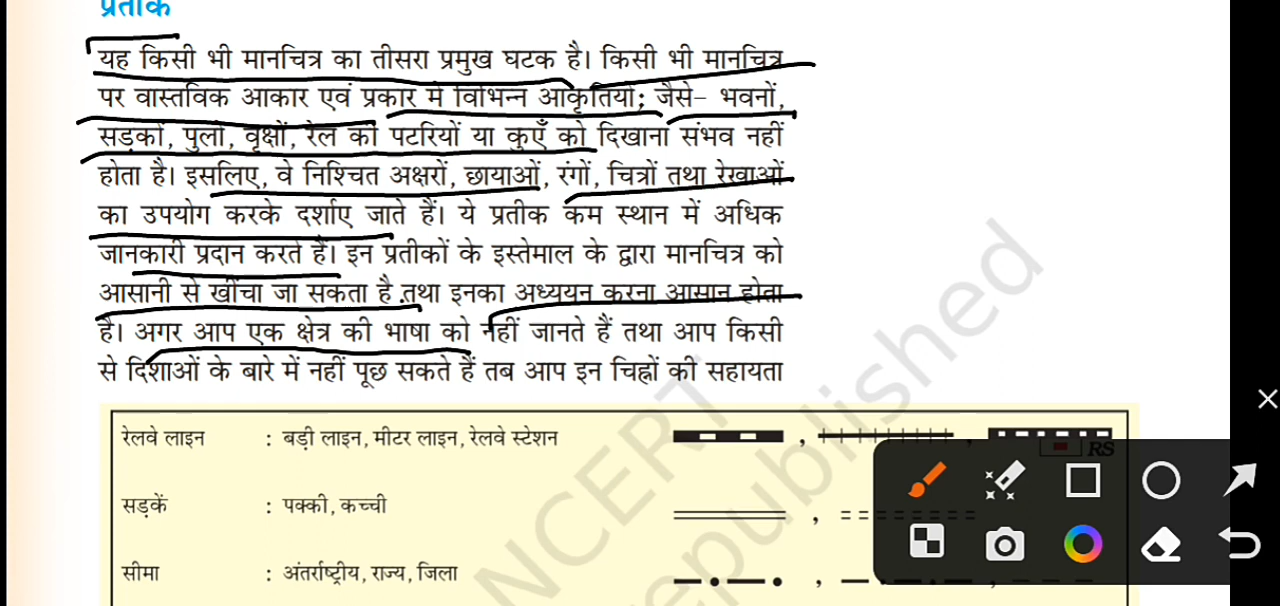 प्रतीक
यह किसी भी मानचित्र का तीसरा प्रमुख घटक है। किसी भी मानचित्र
पर वास्तविक आकार एवं प्रकार में विभिन्न आकृतियों; जैसे– भवनों,
सड़कों, पुलों, वृक्षों, रेल की पटरियों या कुएँ को दिखाना संभव नहीं
होता है। इसलिए, वे निश्चित अक्षरों, छायाओं, रंगों, चित्रों तथा रेखाओं
का उपयोग करके दर्शाए जाते हैं। ये प्रतीक कम स्थान में अधिक
जानकारी प्रदान करते हैं। इन प्रतीकों के इस्तेमाल के द्वारा मानचित्र को
आसानी से खींचा जा सकता है तथा इनका अध्ययन करना आसान होता
है। अगर आप एक क्षेत्र की भाषा को नहीं जानते हैं तथा आप किसी
से दिशाओं के बारे में नहीं पूछ सकते हैं तब आप इन चिह्नों की सहायता
रेलवे लाइन : बड़ी लाइन, मीटर लाइन, रेलवे स्टेशन
RS
सड़कें : पक्की, कच्ची
सीमा : अंतर्राष्ट्रीय, राज्य, जिला
NCERT
republished